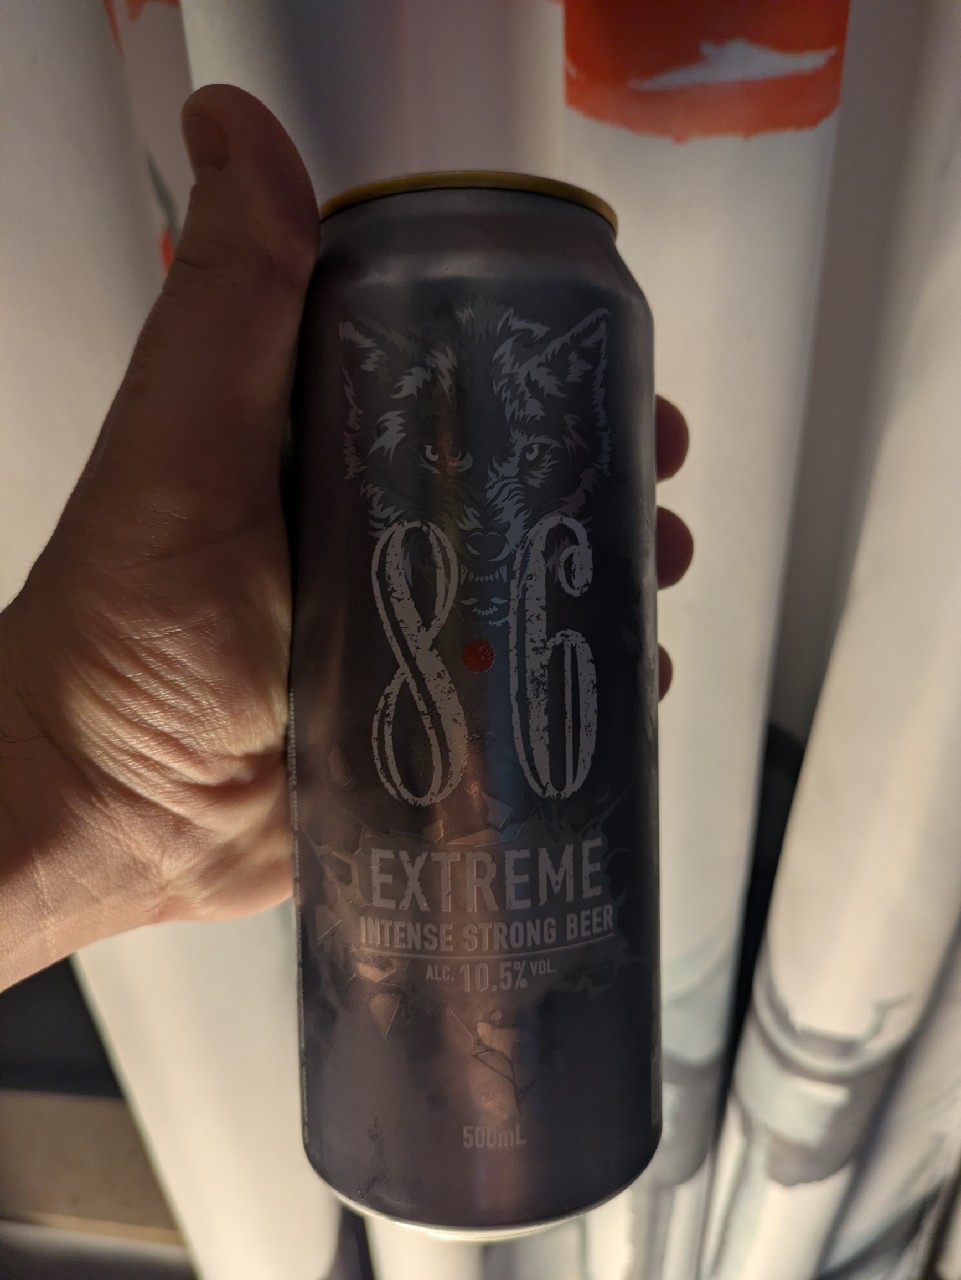 8.6
EXTREME
INTENSE STRONG BEER
ALC. 10.5% VOL.
500mL